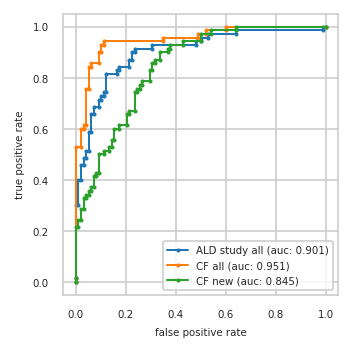 1.0
0.8
0.6
0.4
0.2
0.0
true positive rate
ALD study all (auc: 0.901)
CF all (auc: 0.951)
CF new (auc: 0.845)
0.0 0.2 0.4 0.6 0.8 1.0
false positive rate